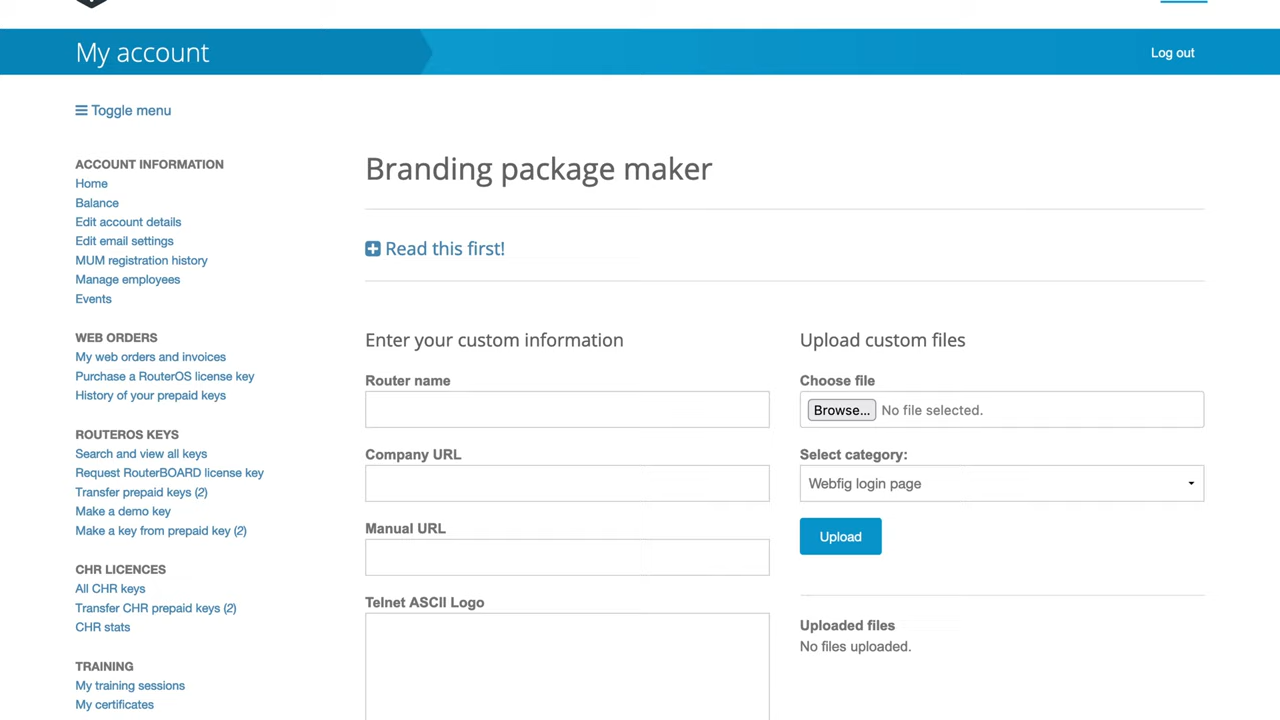 My account
Log out
Toggle menu
ACCOUNT INFORMATION
Home
Balance
Edit account details
Edit email settings
MUM registration history
Manage employees
Events
WEB ORDERS
My web orders and invoices
Purchase a RouterOS license key
History of your prepaid keys
ROUTEROS KEYS
Search and view all keys
Request RouterBOARD license key
Transfer prepaid keys (2)
Make a demo key
Make a key from prepaid key (2)
CHR LICENCES
All CHR keys
Transfer CHR prepaid keys (2)
CHR stats
TRAINING
My training sessions
My certificates
Branding package maker
Read this first!
Enter your custom information
Router name
Company URL
Manual URL
Telnet ASCII Logo
Upload custom files
Choose file
Browse... No file selected.
Select category:
Webfig login page
Upload
Uploaded files
No files uploaded.